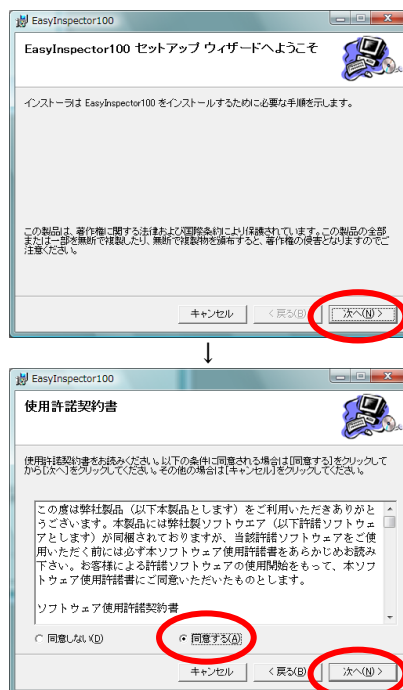 EasyInspector100
EasyInspector100 セットアップ ウィザードへようこそ
インストーラは EasyInspector100 をインストールするために必要な手順を示します。
この製品は、著作権に関する法律および国際条約により保護されています。この製品の全部
または一部を無断で複製したり、無断で複製物を頒布すると、著作権の侵害となりますのでご
注意ください。
キャンセル
< 戻る(B)
次へ(N) >
↓
EasyInspector100
使用許諾契約書
使用許諾契約書をお読みください。以下の条件に同意される場合は[同意する]をクリックして
から[次へ]をクリックしてください。その他の場合は[キャンセル]をクリックしてください。
この度は弊社製品（以下本製品とします）をご利用いただきありがと
うございます。本製品には弊社製ソフトウエア（以下許諾ソフトウェ
アとします）が同梱されておりますが、当該許諾ソフトウェアをご使
用いただく前には必ず本ソフトウェア使用許諾書をあらかじめお読み
下さい。お客様による許諾ソフトウェアの使用開始をもって、本ソフ
トウェア使用許諾書にご同意いただいたものとします。
ソフトウェア使用許諾契約書
同意しない(D)
同意する(A)
キャンセル
< 戻る(B)
次へ(N) >